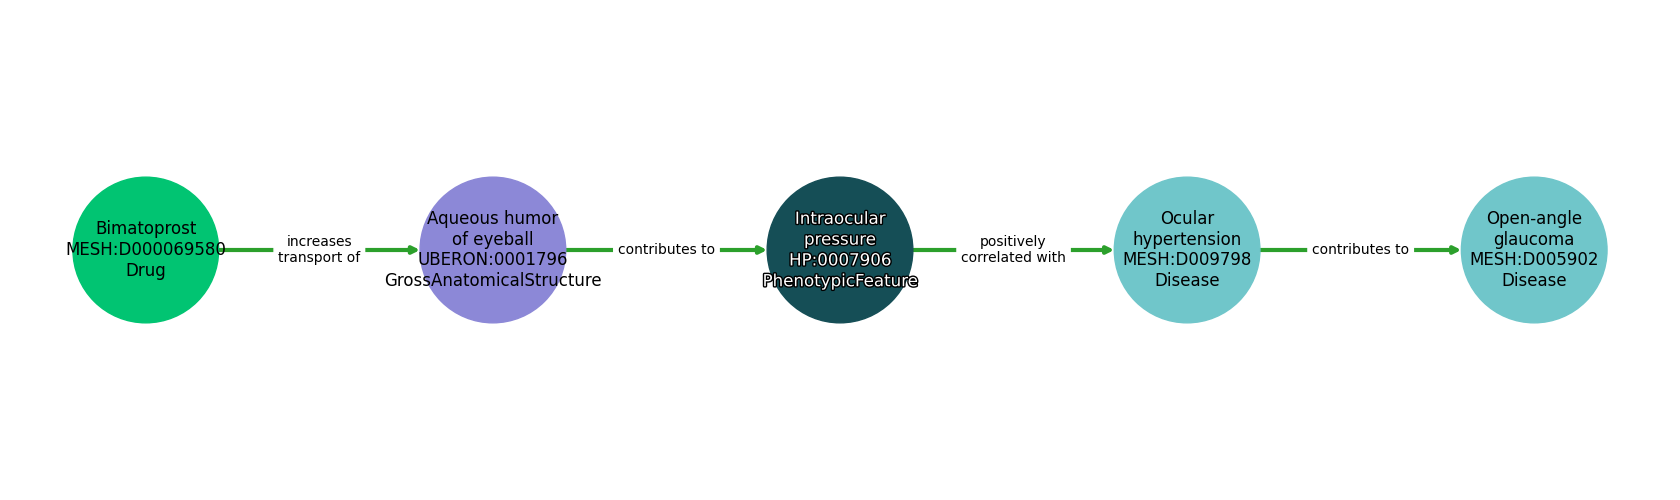 Bimatoprost
MESH:D000069580
Drug
increases
transport of
Aqueous humor
of eyeball
UBERON:0001796
GrossAnatomicalStructure
contributes to
Intraocular
pressure
HP:0007906
PhenotypicFeature
positively
correlated with
Ocular
hypertension
MESH:D009798
Disease
contributes to
Open-angle
glaucoma
MESH:D005902
Disease